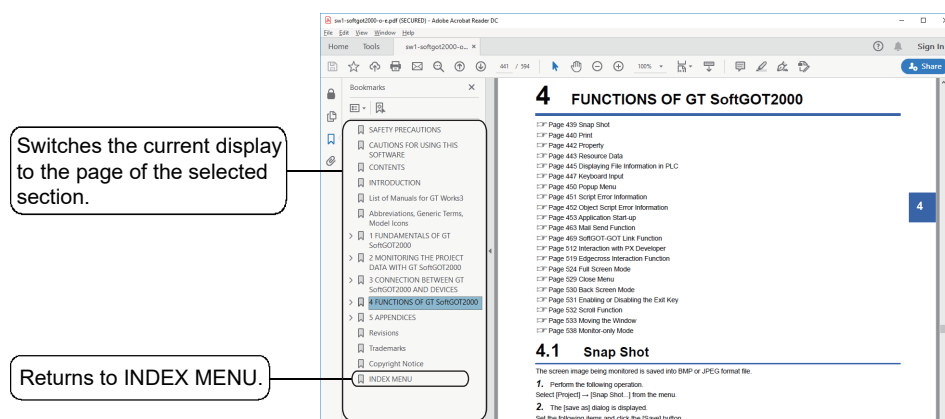 sw1-softgot2000-o-e.pdf (SECURED) - Adobe Acrobat Reader DC
File Edit View Window Help
Home Tools sw1-softgot2000-o-... × Sign In
441 / 594 100% Share
Bookmarks ×
SAFETY PRECAUTIONS
CAUTIONS FOR USING THIS
SOFTWARE
CONTENTS
INTRODUCTION
List of Manuals for GT Works3
Abbreviations, Generic Terms,
Model Icons
> 1 FUNDAMENTALS OF GT
SoftGOT2000
> 2 MONITORING THE PROJECT
DATA WITH GT SoftGOT2000
> 3 CONNECTION BETWEEN GT
SoftGOT2000 AND DEVICES
> 4 FUNCTIONS OF GT SoftGOT2000
> 5 APPENDICES
Revisions
Trademarks
Copyright Notice
INDEX MENU
Switches the current display
to the page of the selected
section.
Returns to INDEX MENU.
4 FUNCTIONS OF GT SoftGOT2000
Page 439 Snap Shot
Page 440 Print
Page 442 Property
Page 443 Resource Data
Page 445 Displaying File Information in PLC
Page 447 Keyboard Input
Page 450 Popup Menu
Page 451 Script Error Information
Page 452 Object Script Error Information
Page 453 Application Start-up
Page 463 Mail Send Function
Page 469 SoftGOT-GOT Link Function
Page 512 Interaction with PX Developer
Page 519 Edgecross Interaction Function
Page 524 Full Screen Mode
Page 529 Close Menu
Page 530 Back Screen Mode
Page 531 Enabling or Disabling the Exit Key
Page 532 Scroll Function
Page 533 Moving the Window
Page 538 Monitor-only Mode
4
4.1 Snap Shot
The screen image being monitored is saved into BMP or JPEG format file.
1. Perform the following operation.
Select [Project] → [Snap Shot...] from the menu.
2. The [save as] dialog is displayed.
Set the following items and click the [Save] button.